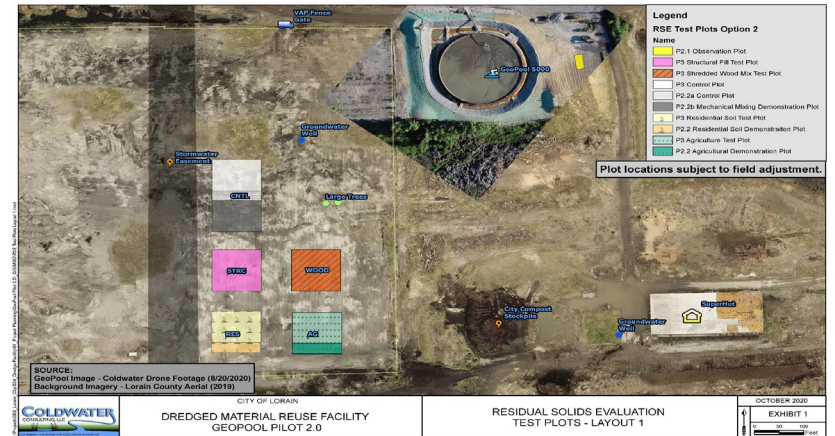 VAP Fence
Gate
GeoPool 5000
Groundwater
Well
Stormwater
Easement
CNTL
Large Trees
STRC
WOOD
RES
AG
City Compost
Stockpile
Groundwater
Well
SuperHut
Legend
RSE Test Plots Option 2
Name
P2.1 Observation Plot
P3 Structural Fill Test Plot
P3 Shredded Wood Mix Test Plot
P3 Control Plot
P2.2a Control Plot
P2.2b Mechanical Mixing Demonstration Plot
P3 Residential Soil Test Plot
P2.2 Residential Soil Demonstraiton Plot
P3 Agriculture Test Plot
P2.2 Agricultural Demonstration Plot
Plot locations subject to field adjustment.
SOURCE:
GeoPool Image - Coldwater Drone Footage (8/20/2020)
Background Imagery - Lorain County Aerial (2019)
COLDWATER
CONSULTING, LLC
CITY OF LORAIN
DREDGED MATERIAL REUSE FACILITY
GEOPOOL PILOT 2.0
RESIDUAL SOLIDS EVALUATION
TEST PLOTS - LAYOUT 1
OCTOBER 2020
EXHIBIT 1
0 50 100
Feet